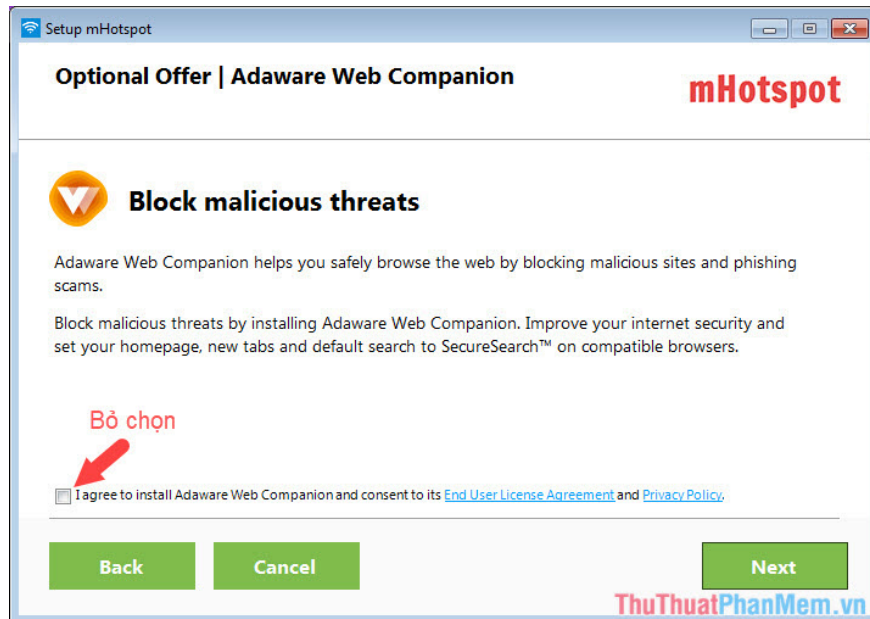 Setup mHotspot
Optional Offer | Adaware Web Companion
mHotspot
Block malicious threats
Adaware Web Companion helps you safely browse the web by blocking malicious sites and phishing
scams.
Block malicious threats by installing Adaware Web Companion. Improve your internet security and
set your homepage, new tabs and default search to SecureSearch™ on compatible browsers.
Bỏ chọn
I agree to install Adaware Web Companion and consent to its End User License Agreement and Privacy Policy.
Back
Cancel
Next
ThuThuatPhanMem.vn